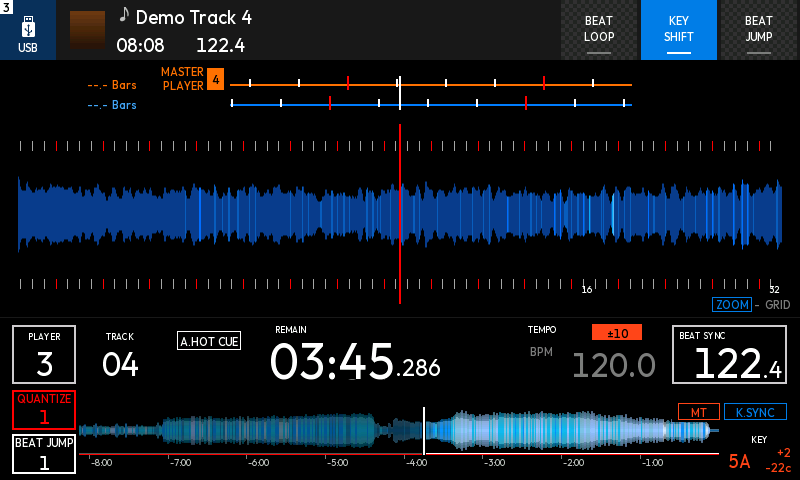 3
USB
Demo Track 4
08:08 122.4
BEAT
LOOP
KEY
SHIFT
BEAT
JUMP
--.- Bars
MASTER
PLAYER 4
--.- Bars
16 32
ZOOM - GRID
PLAYER
3
TRACK
04
A.HOT CUE
REMAIN
03:45.286
TEMPO
±10
BPM
120.0
BEAT SYNC
122.4
QUANTIZE
1
BEAT JUMP
1
MT
K.SYNC
KEY
5A
+2
-22c
-8:00 -7:00 -6:00 -5:00 -4:00 -3:00 -2:00 -1:00